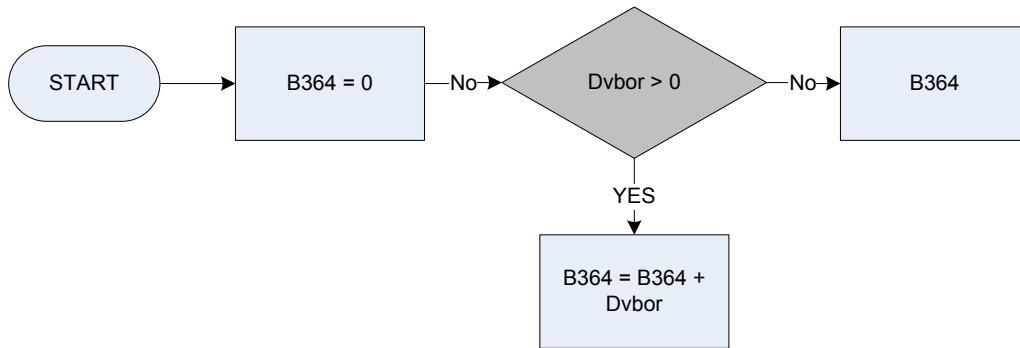 START
B364 = 0
No
Dvbor > 0
No
B364
YES
B364 = B364 +
Dvbor